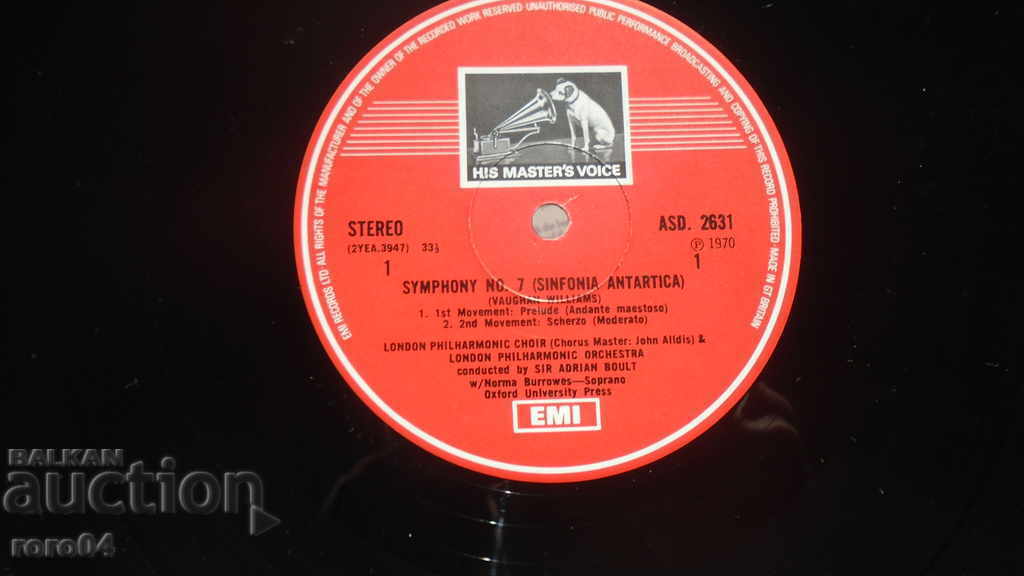 EMI RECORDS LTD ALL RIGHTS OF THE MANUFACTURER AND OF THE OWNER OF THE RECORDED WORK RESERVED UNAUTHORISED PUBLIC PERFORMANCE BROADCASTING AND COPYING OF THIS RECORD PROHIBITED MADE IN GT BRITAIN
HIS MASTER'S VOICE
STEREO
(2YEA.3947) 33⅓
1
ASD. 2631
Ⓟ 1970
1
SYMPHONY NO. 7 (SINFONIA ANTARTICA)
(VAUGHAN WILLIAMS)
1. 1st Movement: Prelude (Andante maestoso)
2. 2nd Movement: Scherzo (Moderato)
LONDON PHILHARMONIC CHOIR (Chorus Master: John Alldis) &
LONDON PHILHARMONIC ORCHESTRA
conducted by SIR ADRIAN BOULT
w/Norma Burrowes—Soprano
Oxford University Press
EMI
BALKAN
auction
roro04